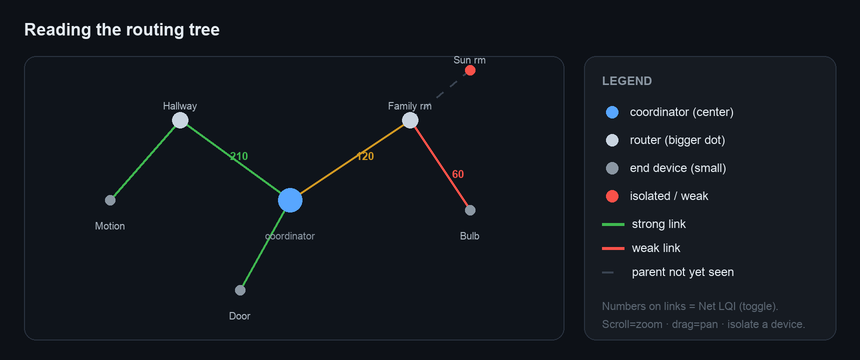 Reading the routing tree
Sun rm
Hallway
Family rm
210
120
60
Motion
coordinator
Bulb
Door
LEGEND
coordinator (center)
router (bigger dot)
end device (small)
isolated / weak
strong link
weak link
parent not yet seen
Numbers on links = Net LQI (toggle).
Scroll=zoom · drag=pan · isolate a device.